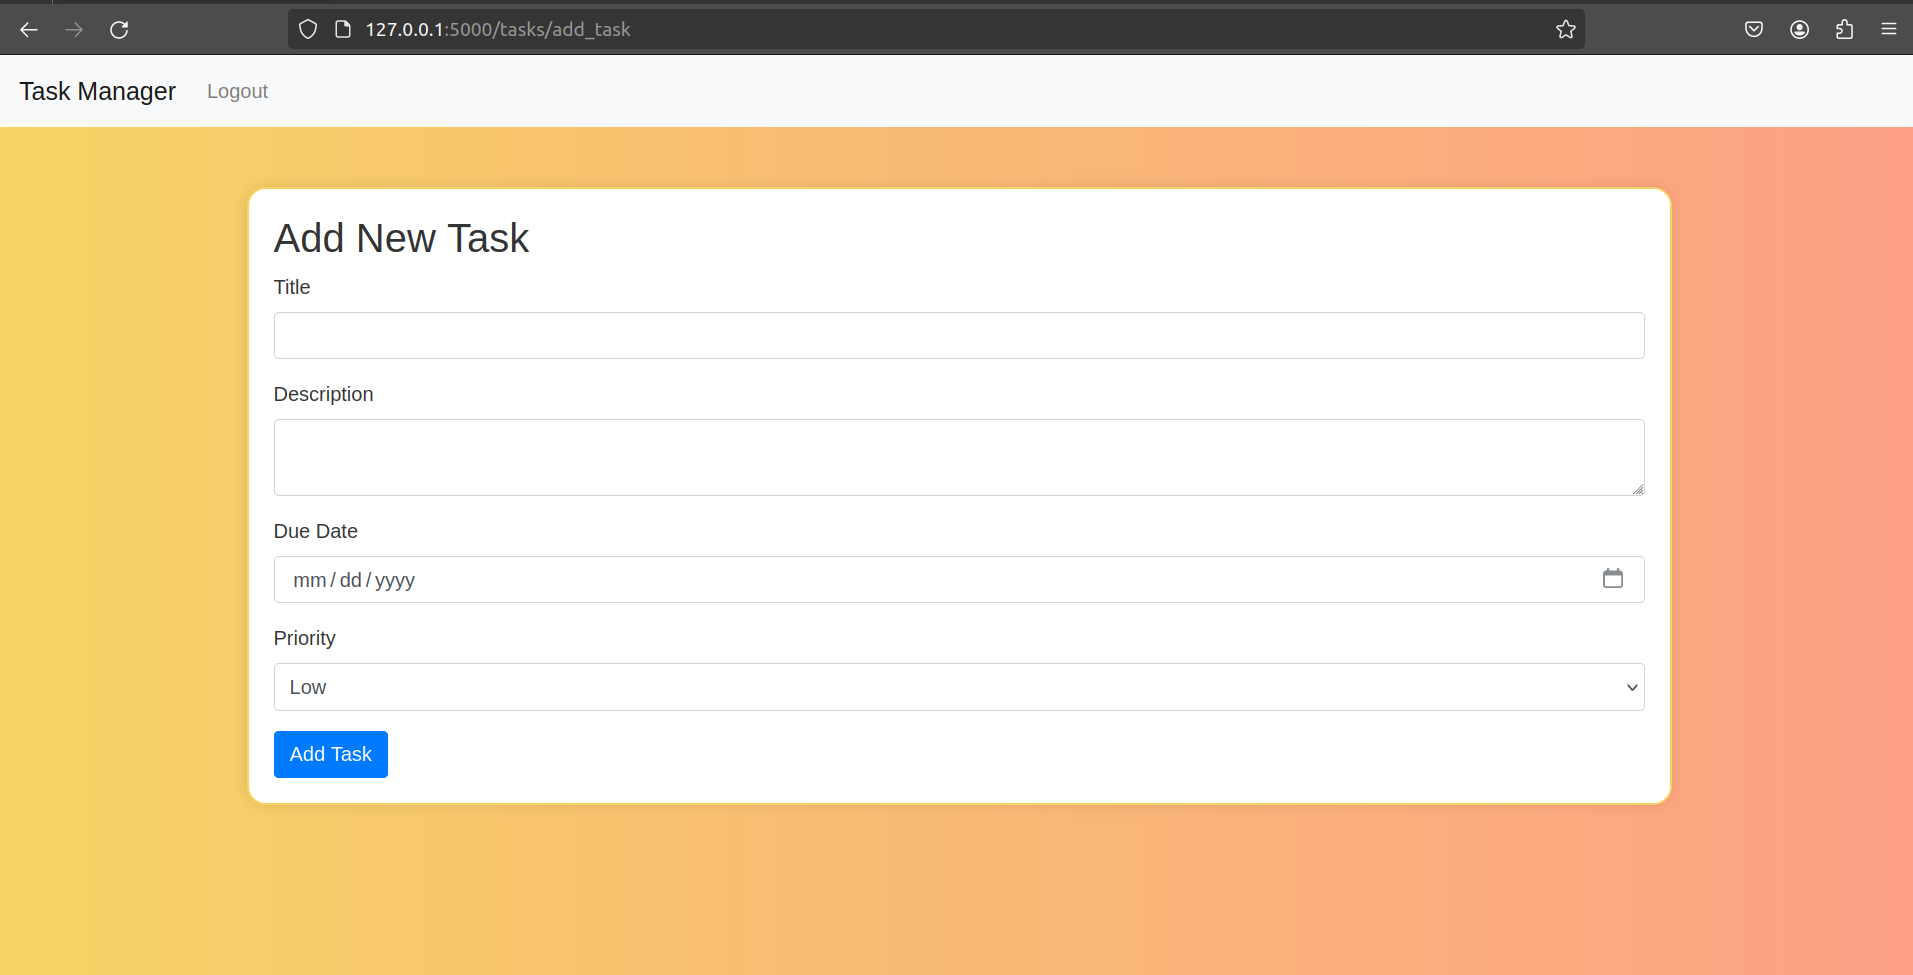 127.0.0.1:5000/tasks/add_task
Task Manager Logout
Add New Task
Title
Description
Due Date
mm/dd/yyyy
Priority
Low
Add Task